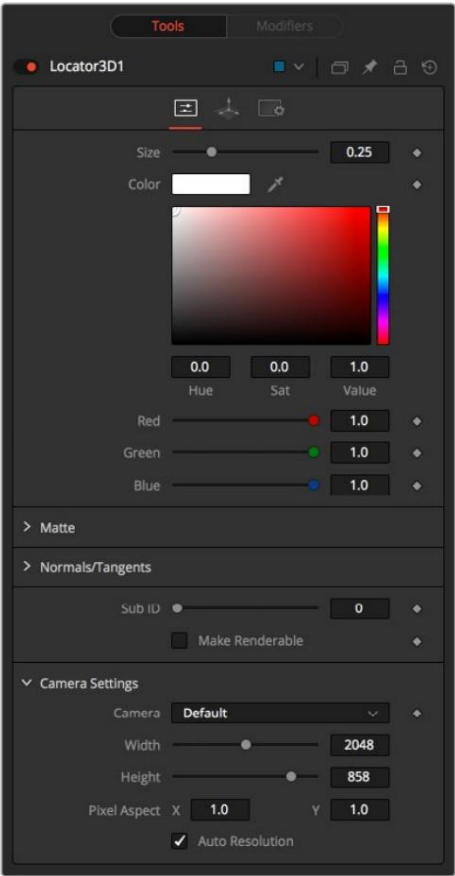 Tools Modifiers
Locator3D1
Size 0.25
Color
0.0 0.0 1.0
Hue Sat Value
Red 1.0
Green 1.0
Blue 1.0
Matte
Normals/Tangents
Sub ID 0
Make Renderable
Camera Settings
Camera Default
Width 2048
Height 858
Pixel Aspect X 1.0 Y 1.0
Auto Resolution